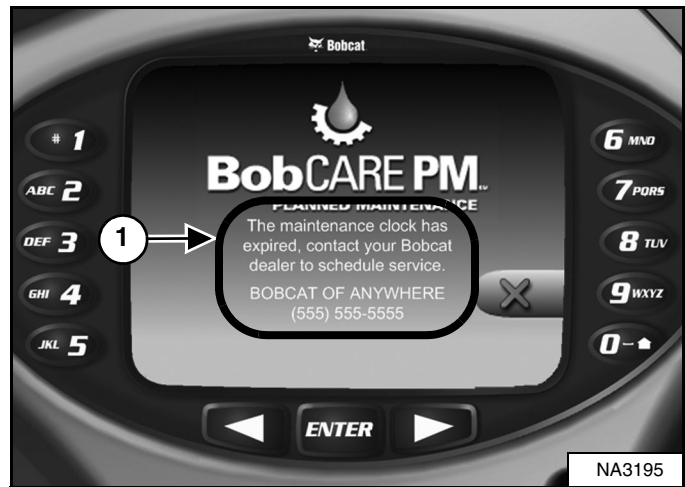 Bobcat
# 1
ABC 2
DEF 3
GHI 4
JKL 5
6 MNO
7 PQRS
8 TUV
9 WXYZ
0
BobCARE PM
PLANNED MAINTENANCE
The maintenance clock has
expired, contact your Bobcat
dealer to schedule service.
BOBCAT OF ANYWHERE
(555) 555-5555
1
ENTER
NA3195